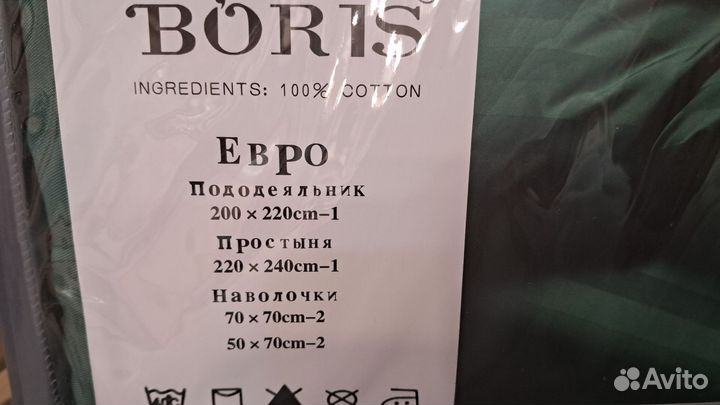 BORIS
INGREDIENTS: 100% COTTON
Евро
Пододеяльник
200 × 220cm–1
Простыня
220 × 240cm–1
Наволочки
70 × 70cm–2
50 × 70cm–2
Avito